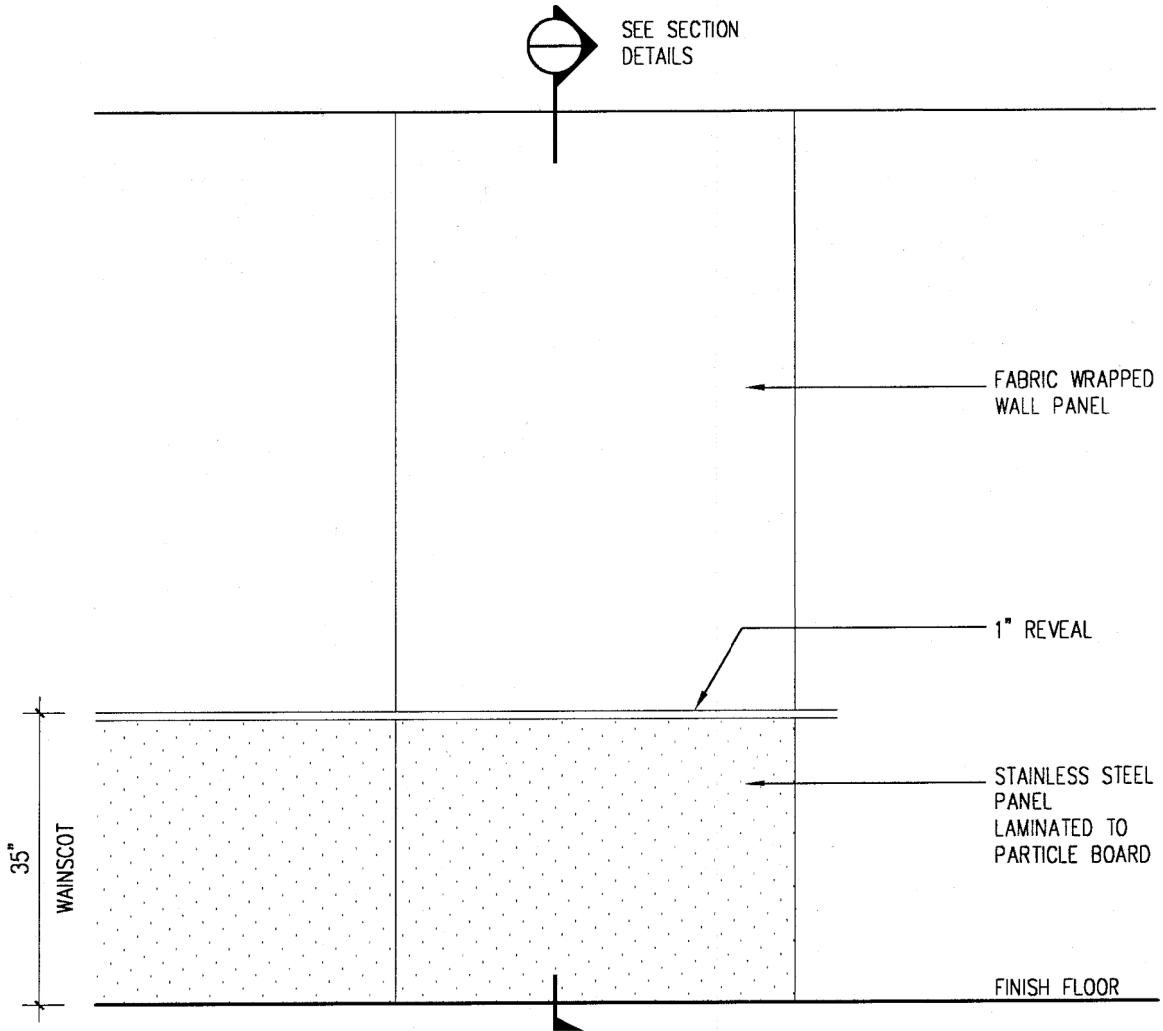 SEE SECTION
DETAILS
FABRIC WRAPPED
WALL PANEL
1" REVEAL
STAINLESS STEEL
PANEL
LAMINATED TO
PARTICLE BOARD
35"
WAINSCOT
FINISH FLOOR